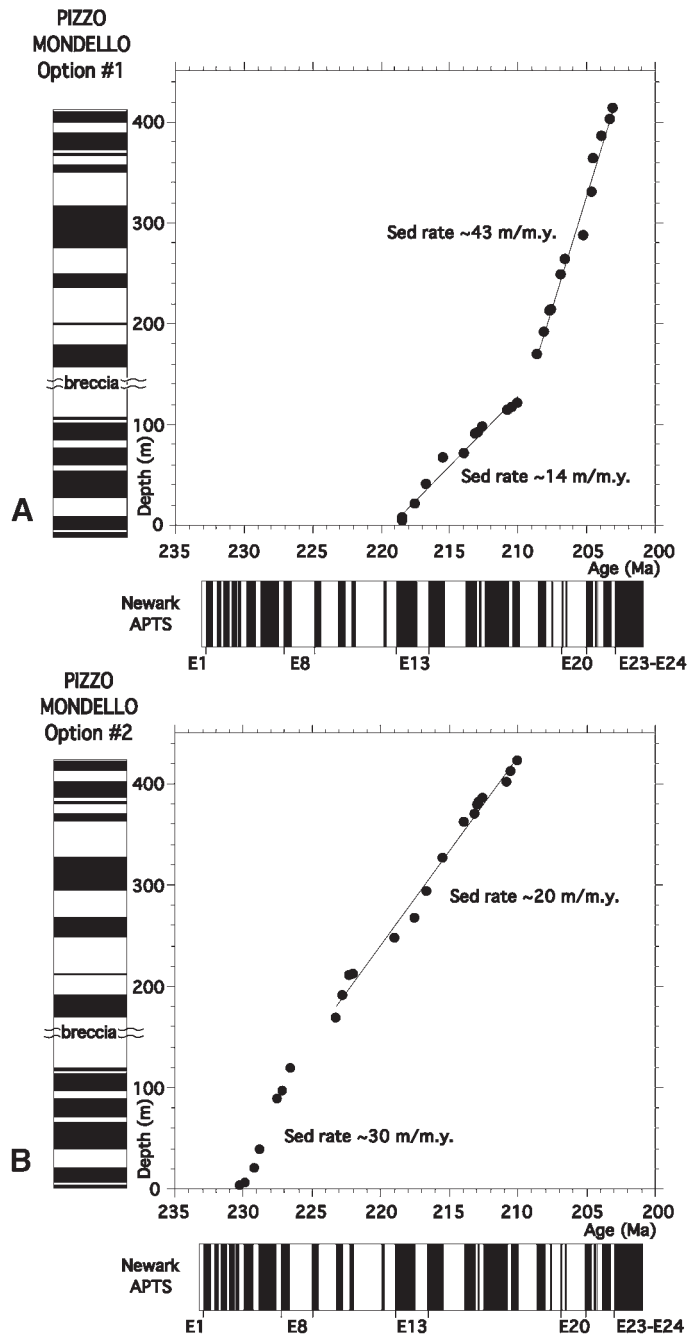 PIZZO
MONDELLO
Option #1
400
300
200
100
0
Depth (m)
breccia
Sed rate ~43 m/m.y.
Sed rate ~14 m/m.y.
A
235 230 225 220 215 210 205 200
Age (Ma)
Newark
APTS
E1 E8 E13 E20 E23-E24
PIZZO
MONDELLO
Option #2
400
300
200
100
0
Depth (m)
breccia
Sed rate ~20 m/m.y.
Sed rate ~30 m/m.y.
B
235 230 225 220 215 210 205 200
Age (Ma)
Newark
APTS
E1 E8 E13 E20 E23-E24